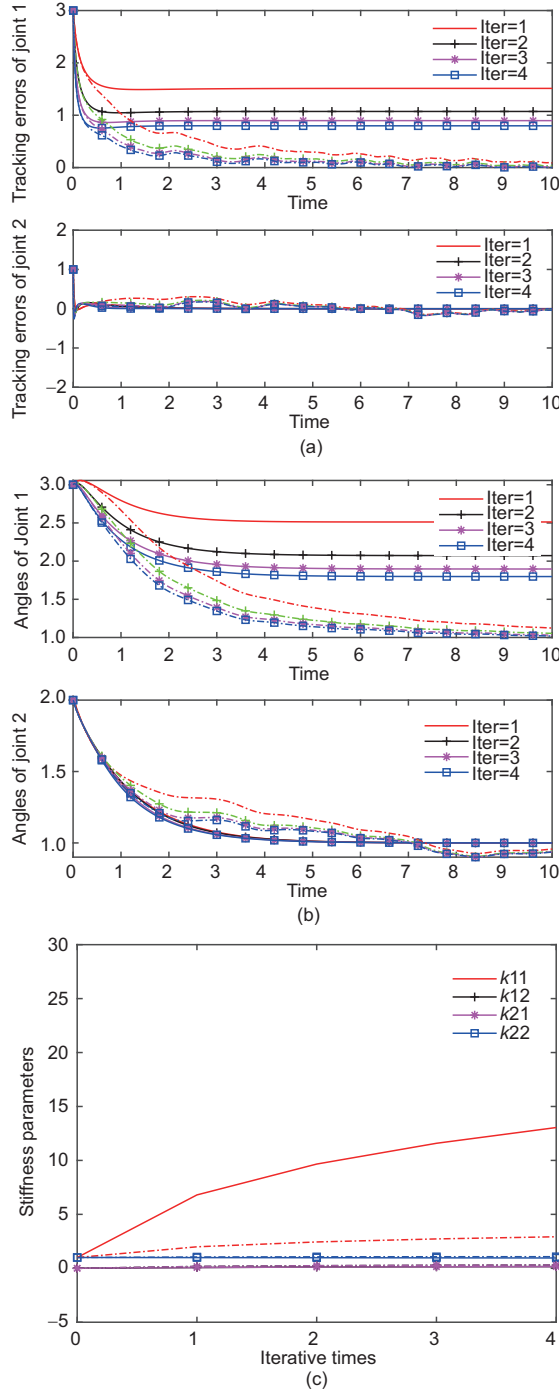 Tracking errors of joint 1
3
2
1
0
Iter=1
Iter=2
Iter=3
Iter=4
0 1 2 3 4 5 6 7 8 9 10
Time
Tracking errors of joint 2
2
1
0
–1
–2
Iter=1
Iter=2
Iter=3
Iter=4
0 1 2 3 4 5 6 7 8 9 10
Time
(a)
Angles of Joint 1
3.0
2.5
2.0
1.5
1.0
Iter=1
Iter=2
Iter=3
Iter=4
0 1 2 3 4 5 6 7 8 9 10
Time
Angles of joint 2
2.0
1.5
1.0
Iter=1
Iter=2
Iter=3
Iter=4
0 1 2 3 4 5 6 7 8 9 10
Time
(b)
Stiffness parameters
30
25
20
15
10
5
0
–5
k11
k12
k21
k22
0 1 2 3 4
Iterative times
(c)